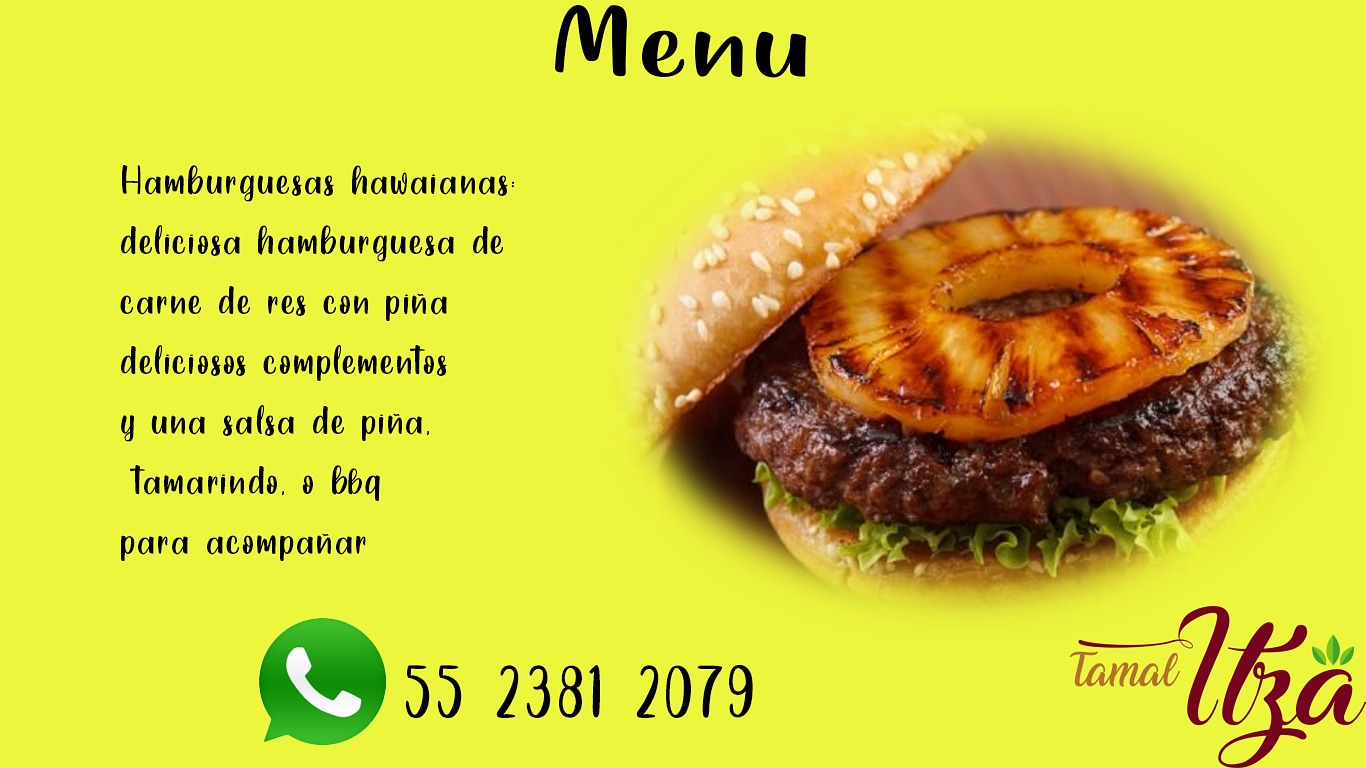 Menu
Hamburguesas hawaianas:
deliciosa hamburguesa de
carne de res con piña
deliciosos complementos
y una salsa de piña,
tamarindo, o bbq
para acompañar
55 2381 2079
Tamal Itza